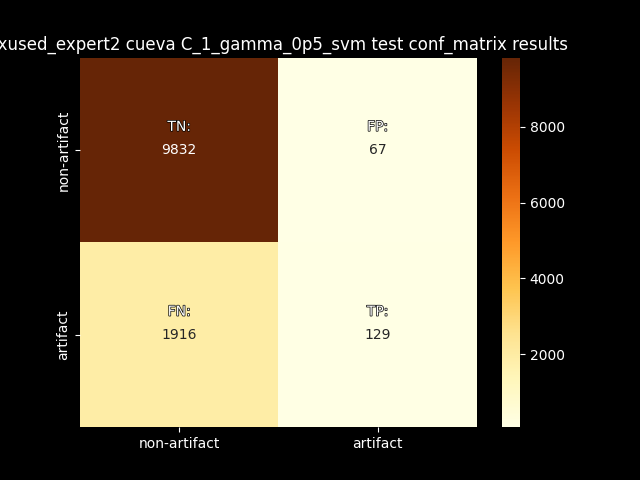 xused_expert2 cueva C_1_gamma_0p5_svm test conf_matrix results
non-artifact
TN:
9832
FP:
67
8000
6000
artifact
FN:
1916
TP:
129
4000
2000
non-artifact
artifact